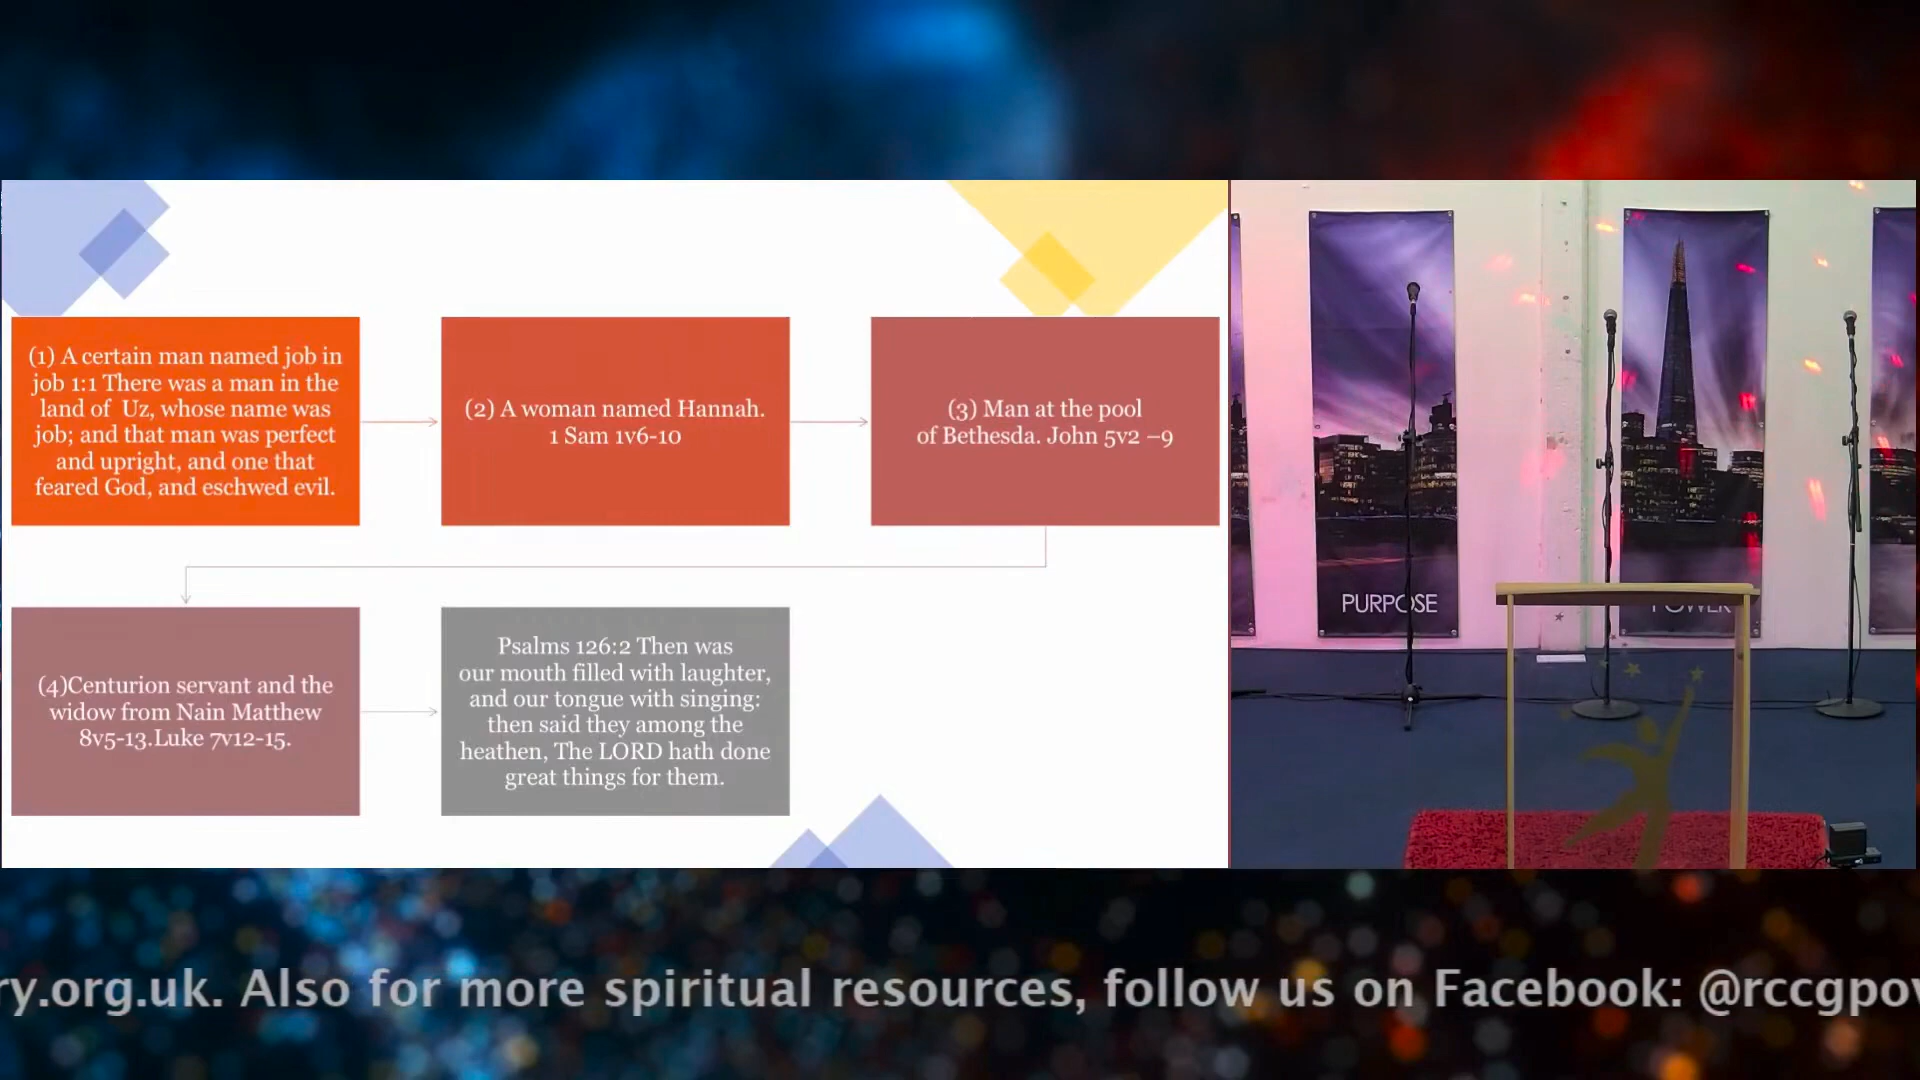 (1) A certain man named job in
job 1:1 There was a man in the
land of Uz, whose name was
job; and that man was perfect
and upright, and one that
feared God, and eschwed evil.
(2) A woman named Hannah.
1 Sam 1v6-10
(3) Man at the pool
of Bethesda. John 5v2 –9
(4)Centurion servant and the
widow from Nain Matthew
8v5-13.Luke 7v12-15.
Psalms 126:2 Then was
our mouth filled with laughter,
and our tongue with singing:
then said they among the
heathen, The LORD hath done
great things for them.
PURPOSE
POWER
ry.org.uk. Also for more spiritual resources, follow us on Facebook: @rccgpov